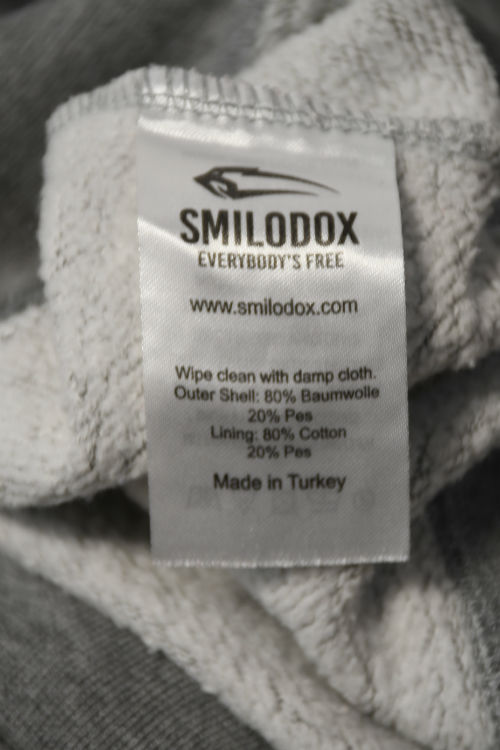 SMILODOX
EVERYBODY'S FREE
www.smilodox.com
Wipe clean with damp cloth.
Outer Shell: 80% Baumwolle
20% Pes
Lining: 80% Cotton
20% Pes
Made in Turkey